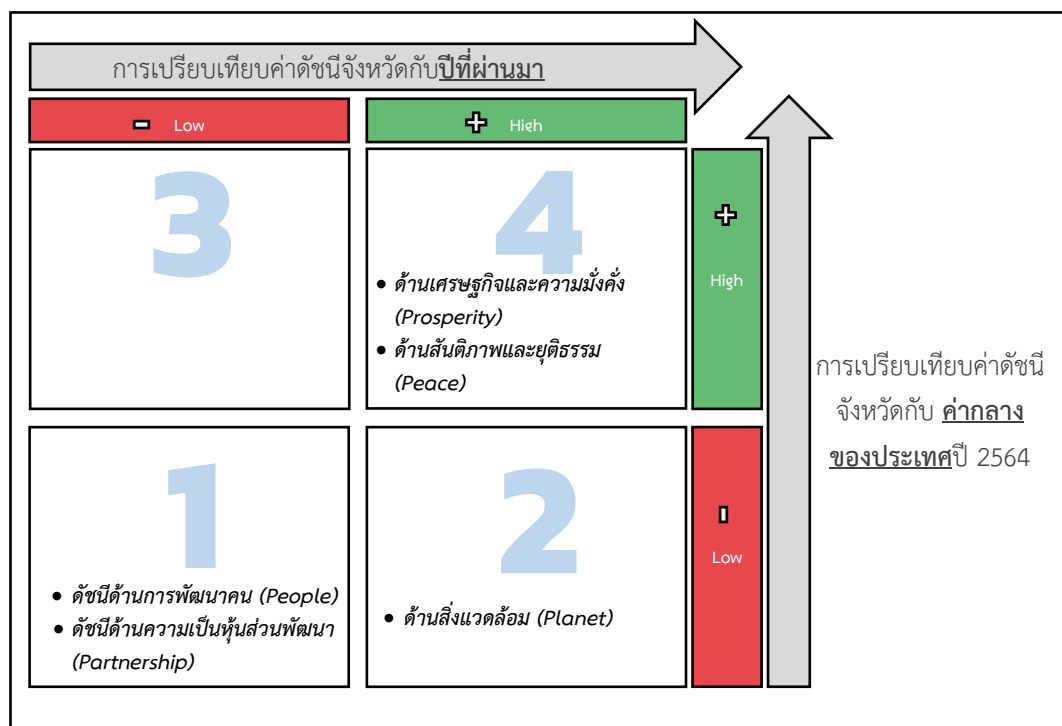 การเปรียบเทียบค่าดัชนีจังหวัดกับปีที่ผ่านมา
Low
High
3
4
• ด้านเศรษฐกิจและความมั่งคั่ง
(Prosperity)
• ด้านสันติภาพและยุติธรรม
(Peace)
High
การเปรียบเทียบค่าดัชนี
จังหวัดกับ ค่ากลาง
ของประเทศปี 2564
1
• ดัชนีด้านการพัฒนาคน (People)
• ดัชนีด้านความเป็นหุ้นส่วนพัฒนา
(Partnership)
2
• ด้านสิ่งแวดล้อม (Planet)
Low